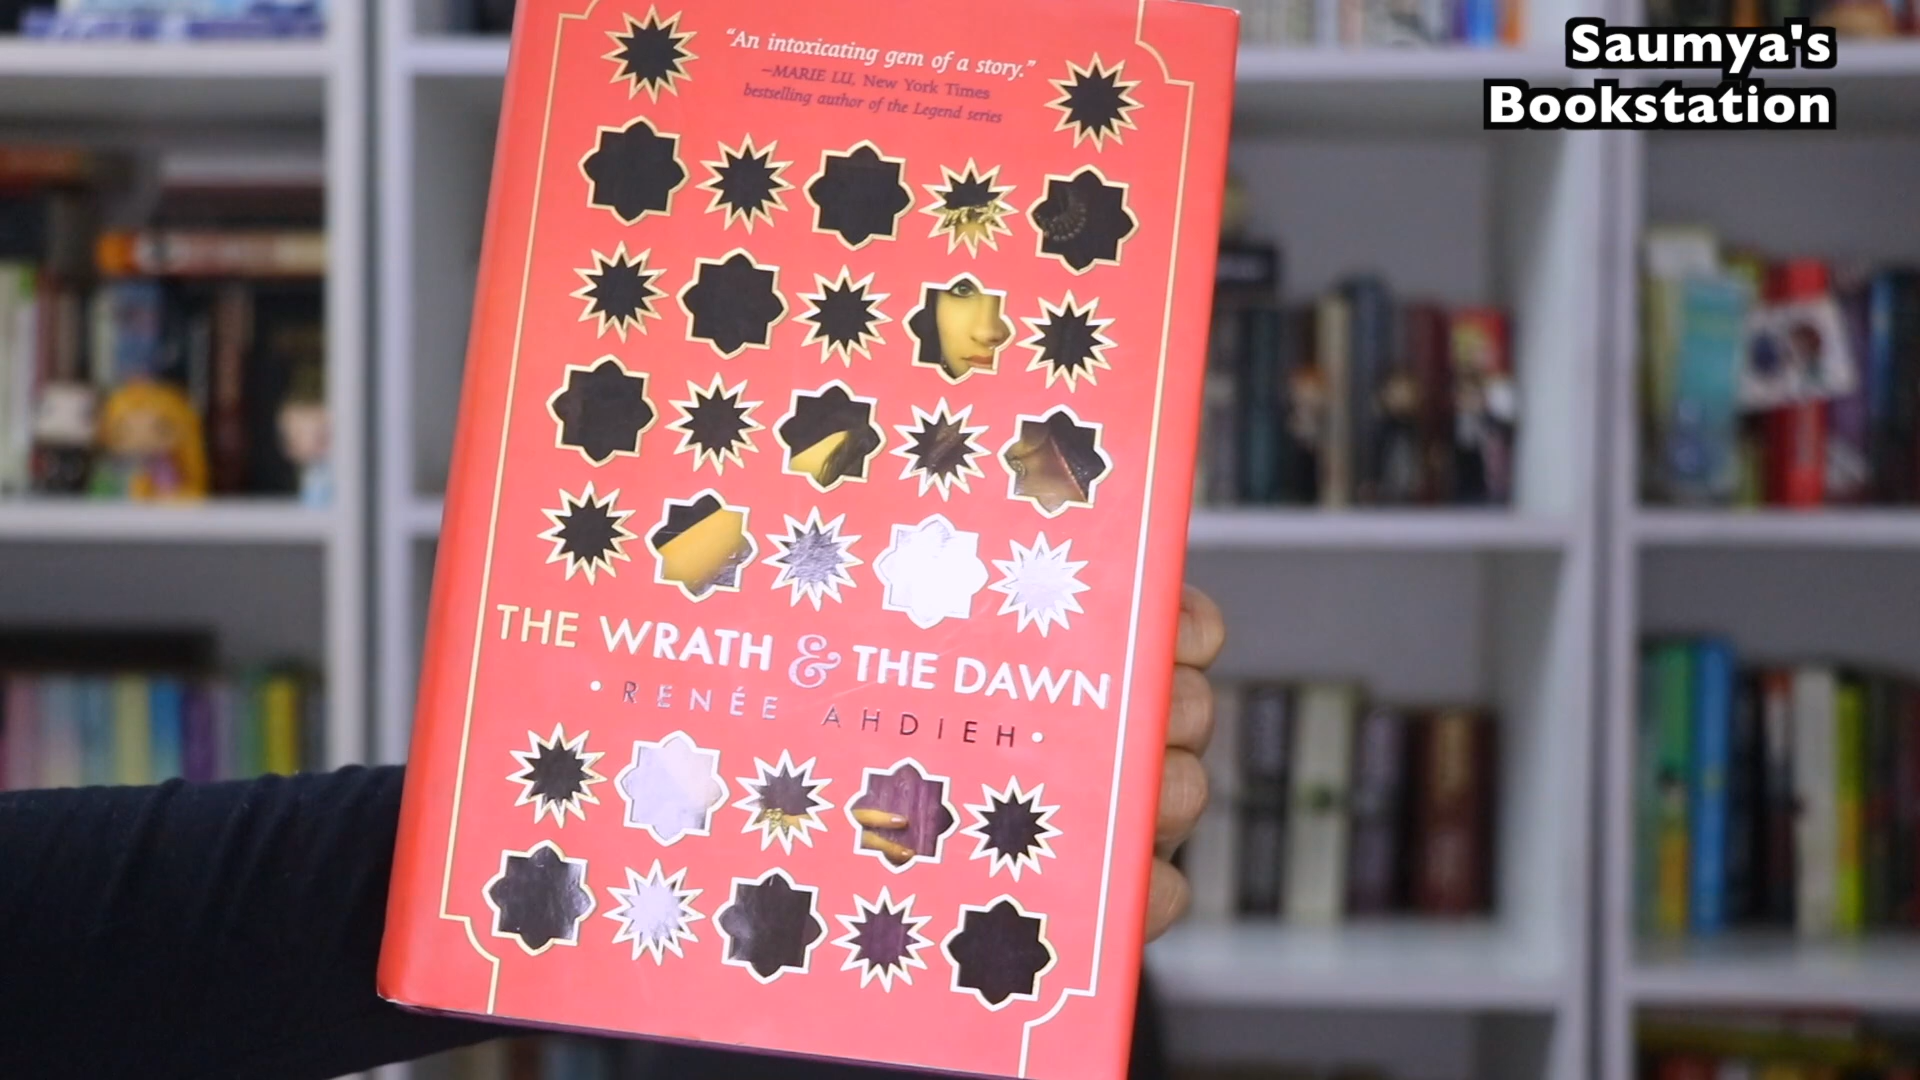 Saumya's
Bookstation
“An intoxicating gem of a story.”
—MARIE LU, New York Times
bestselling author of the Legend series
THE WRATH & THE DAWN
• RENÉE AHDIEH •